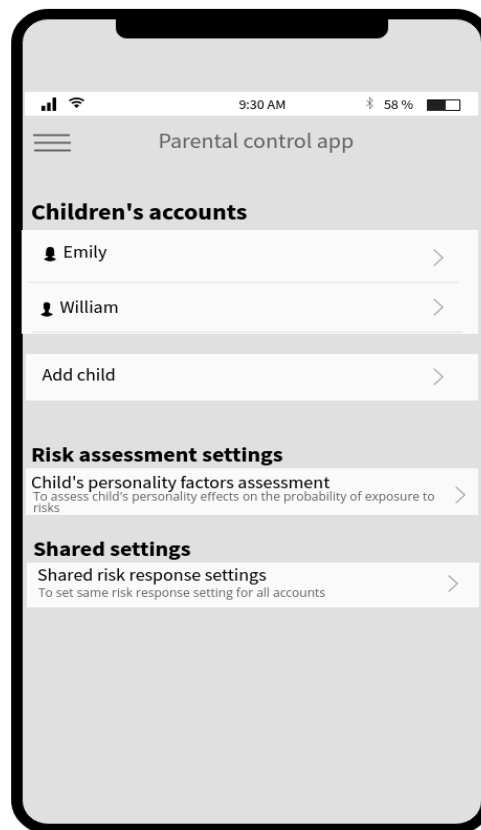 9:30 AM 58 %
Parental control app
Children's accounts
Emily
William
Add child
Risk assessment settings
Child's personality factors assessment
To assess child's personality effects on the probability of exposure to
risks
Shared settings
Shared risk response settings
To set same risk response setting for all accounts